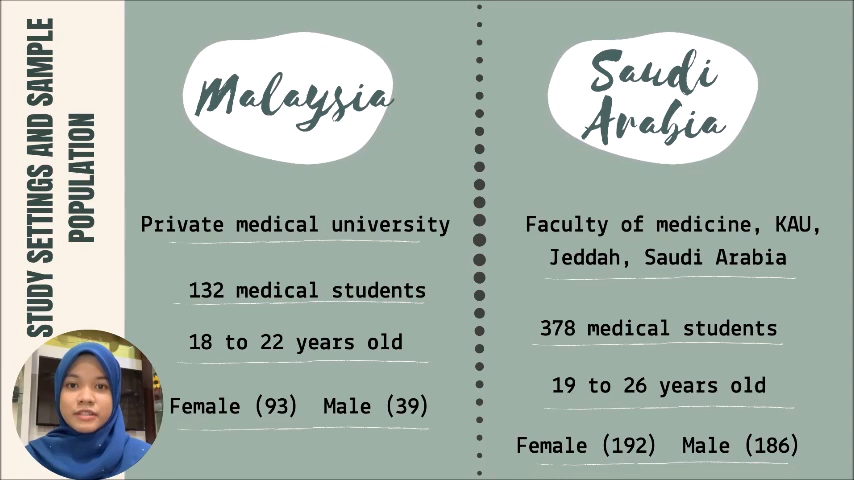 STUDY SETTINGS AND SAMPLE
POPULATION
Malaysia
Private medical university
132 medical students
18 to 22 years old
Female (93) Male (39)
Saudi
Arabia
Faculty of medicine, KAU,
Jeddah, Saudi Arabia
378 medical students
19 to 26 years old
Female (192) Male (186)